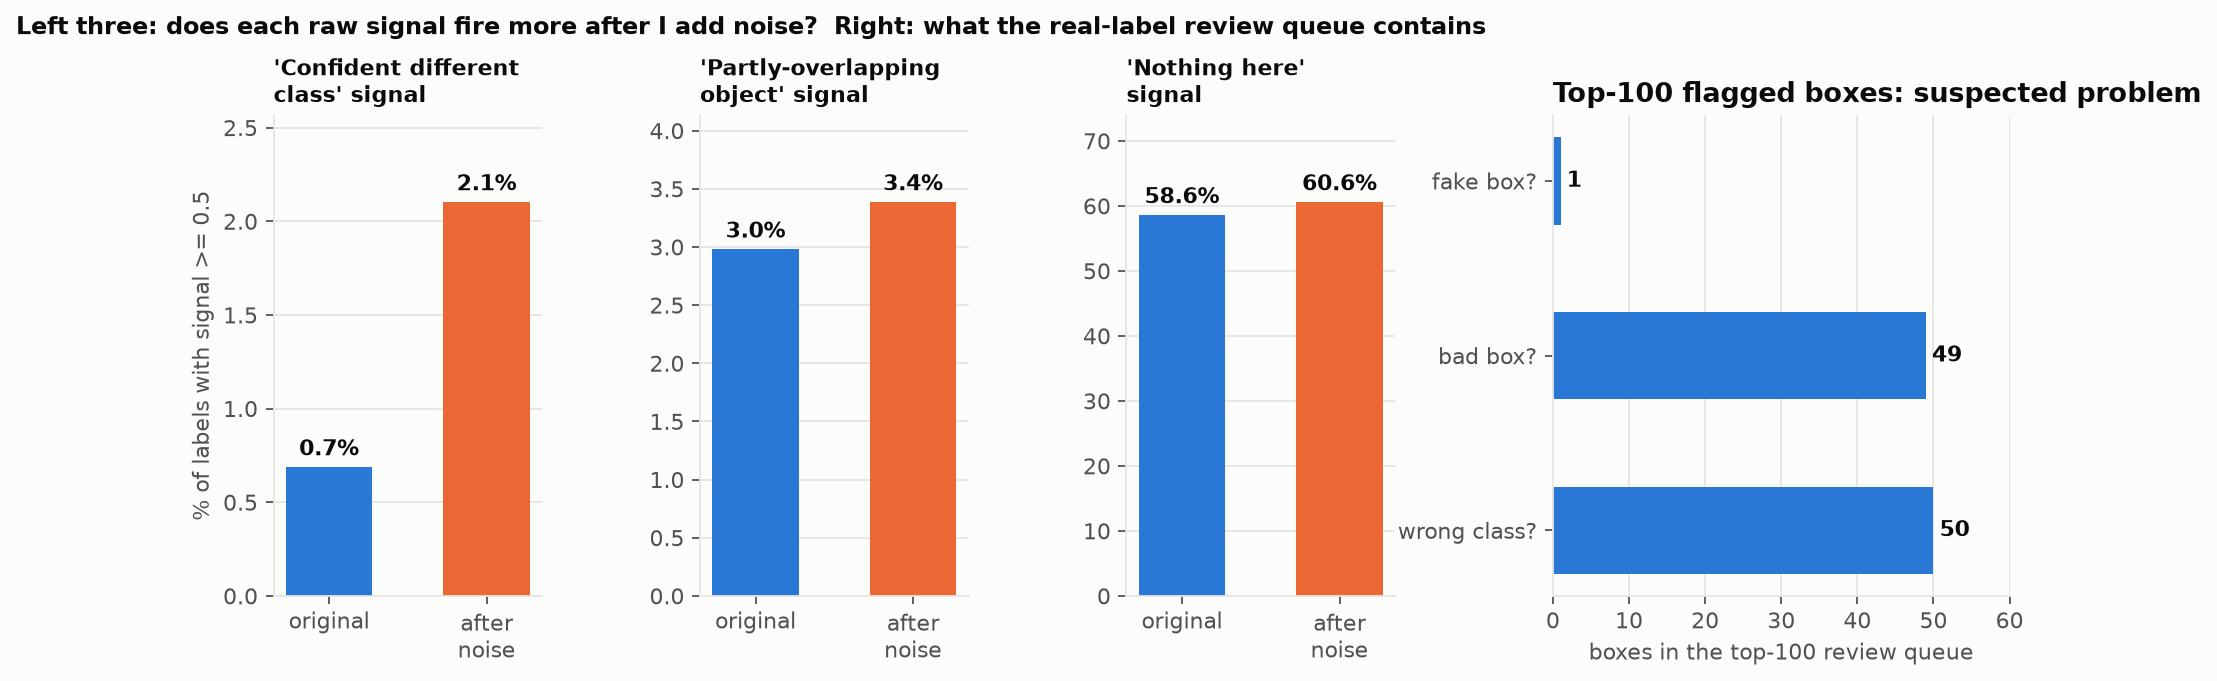 Left three: does each raw signal fire more after I add noise?  Right: what the real-label review queue contains
'Confident different
class' signal
% of labels with signal >= 0.5
2.5
2.0
1.5
1.0
0.5
0.0
0.7%
2.1%
original
after
noise
'Partly-overlapping
object' signal
4.0
3.5
3.0
2.5
2.0
1.5
1.0
0.5
0.0
3.0%
3.4%
original
after
noise
'Nothing here'
signal
70
60
50
40
30
20
10
0
58.6%
60.6%
original
after
noise
Top-100 flagged boxes: suspected problem
fake box?
1
bad box?
49
wrong class?
50
0
10
20
30
40
50
60
boxes in the top-100 review queue